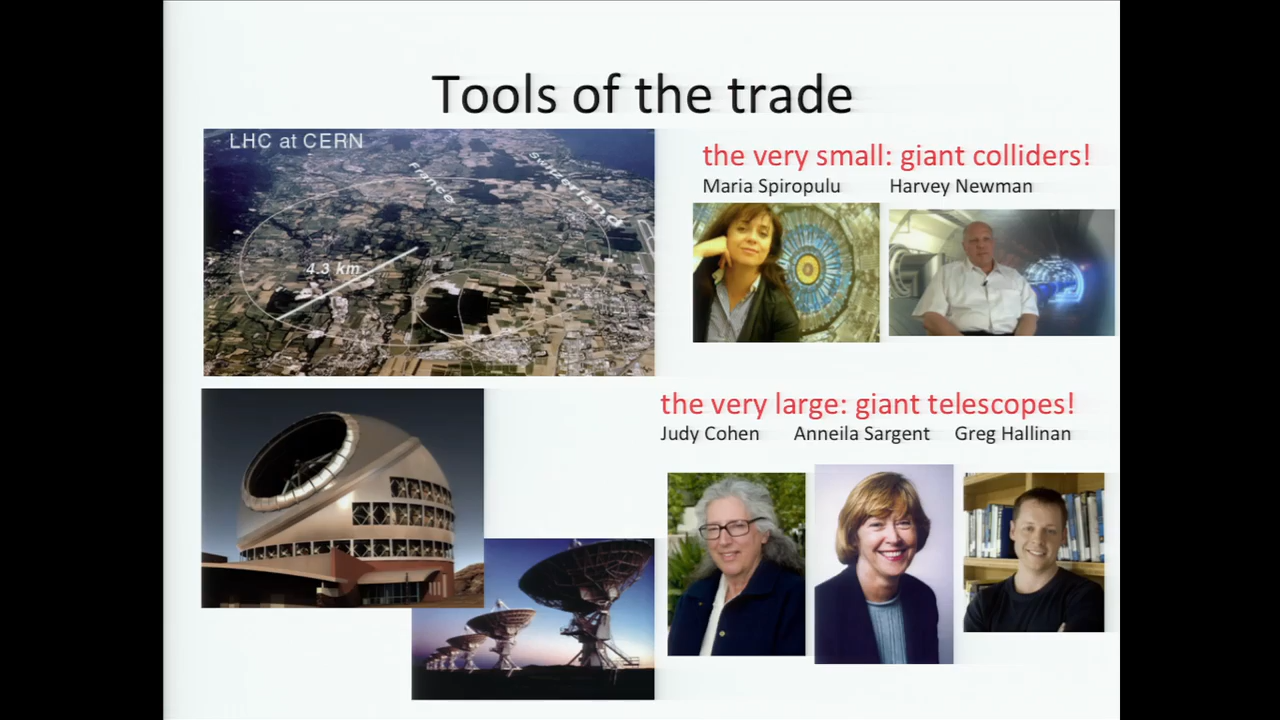 Tools of the trade
LHC at CERN
France
Switzerland
4.3 km
the very small: giant colliders!
Maria Spiropulu Harvey Newman
the very large: giant telescopes!
Judy Cohen Anneila Sargent Greg Hallinan